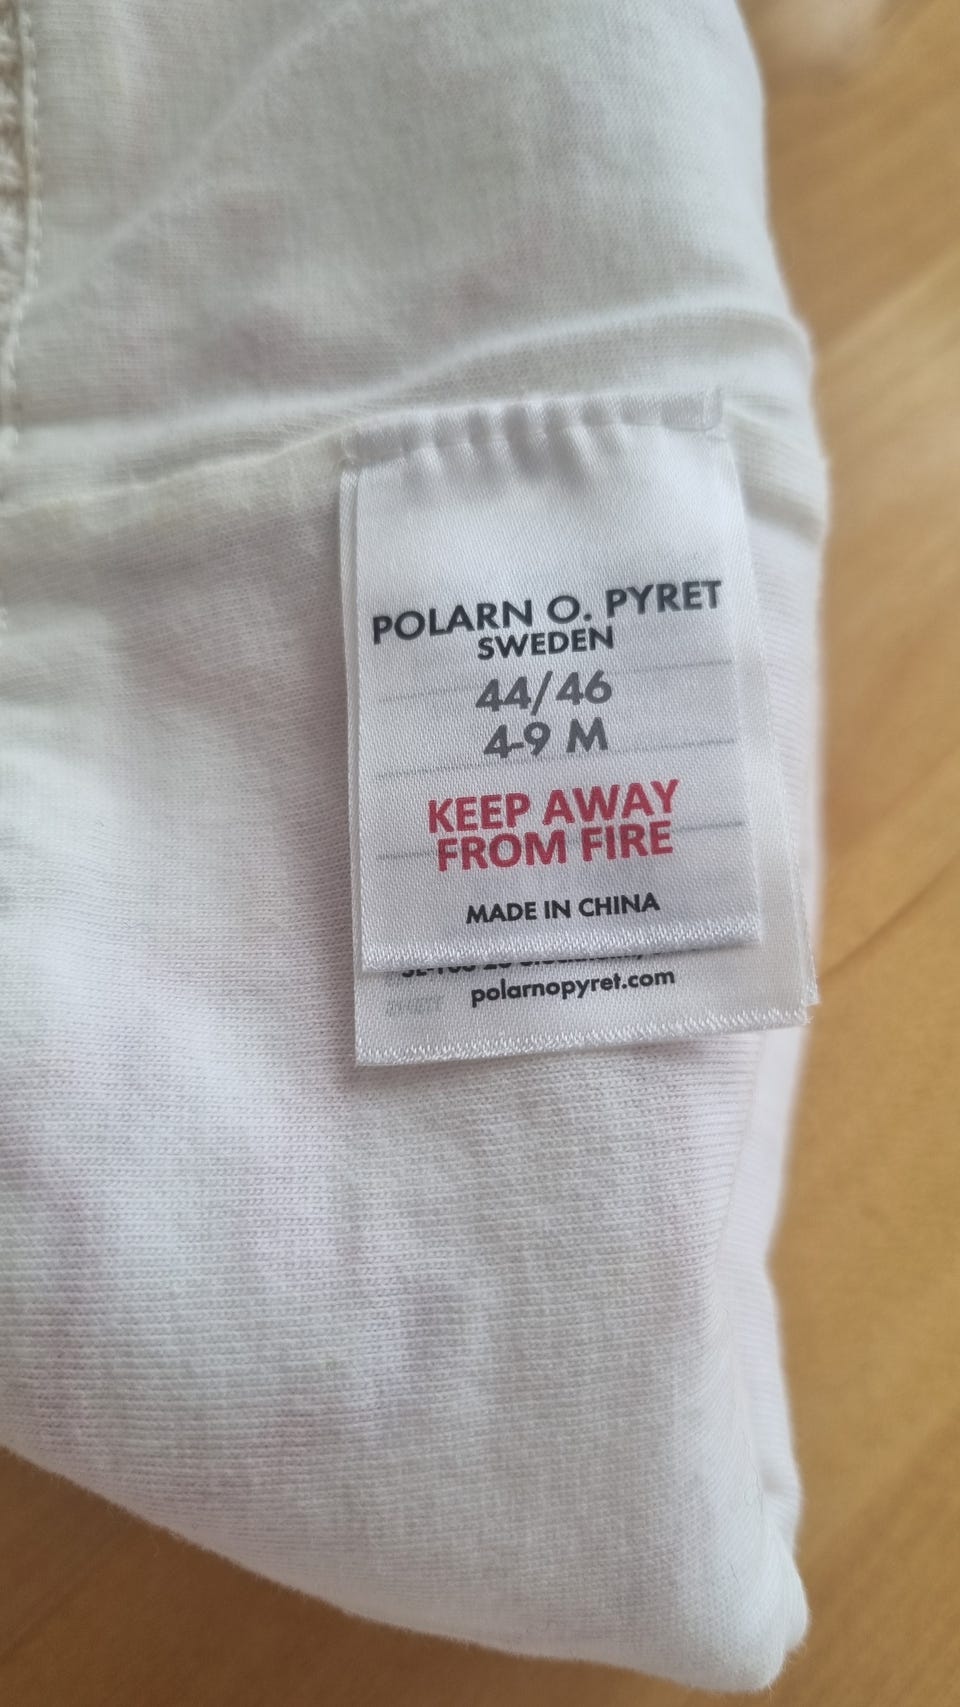 POLARN O. PYRET
SWEDEN
44/46
4-9 M
KEEP AWAY
FROM FIRE
MADE IN CHINA
polarnopyret.com